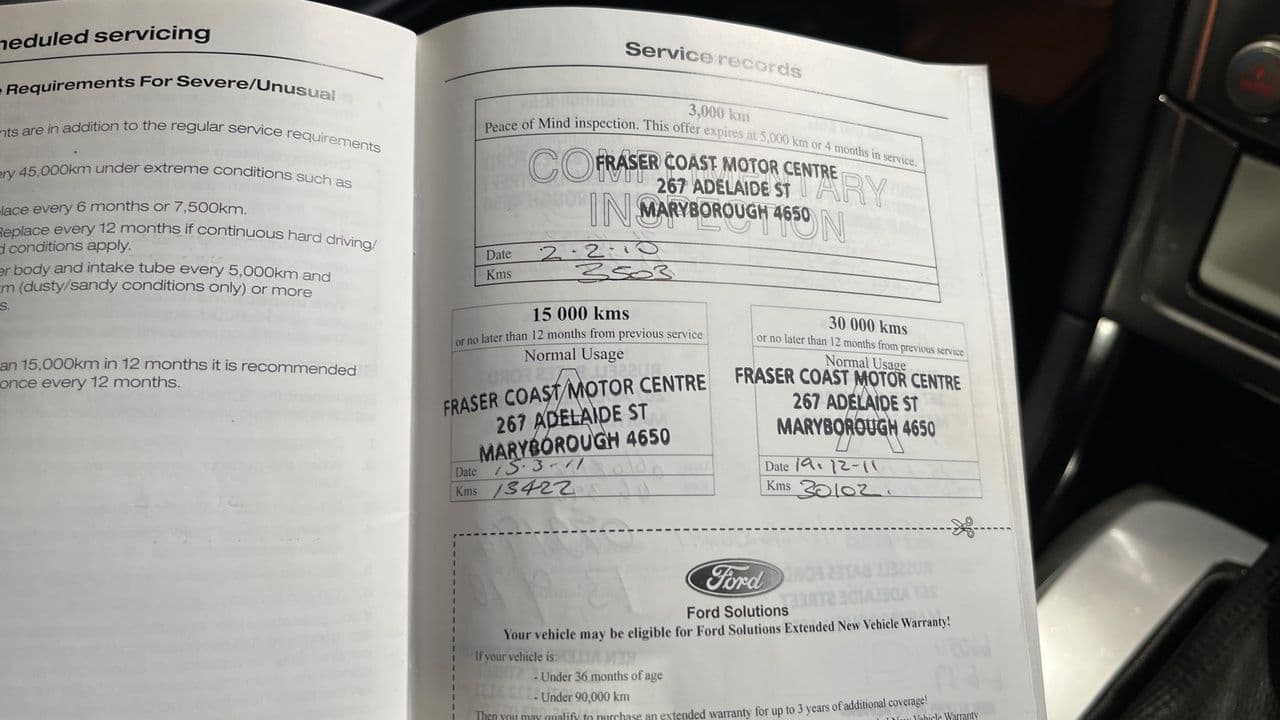 heduled servicing
Requirements For Severe/Unusual
nts are in addition to the regular service requirements
ery 45,000km under extreme conditions such as
lace every 6 months or 7,500km.
Replace every 12 months if continuous hard driving/
d conditions apply.
er body and intake tube every 5,000km and
m (dusty/sandy conditions only) or more
s.
an 15,000km in 12 months it is recommended
once every 12 months.
Service records
3,000 km
Peace of Mind inspection. This offer expires at 5,000 km or 4 months in service.
COMPLIMENTARY
INSPECTION
FRASER COAST MOTOR CENTRE
267 ADELAIDE ST
MARYBOROUGH 4650
Date 2-2-10
Kms 3503
15 000 kms
or no later than 12 months from previous service
Normal Usage
A
FRASER COAST MOTOR CENTRE
267 ADELAIDE ST
MARYBOROUGH 4650
Date 15-3-11
Kms 13422
30 000 kms
or no later than 12 months from previous service
Normal Usage
A
FRASER COAST MOTOR CENTRE
267 ADELAIDE ST
MARYBOROUGH 4650
Date 19.12-11
Kms 30102.
Ford
Ford Solutions
Your vehicle may be eligible for Ford Solutions Extended New Vehicle Warranty!
If your vehicle is:
- Under 36 months of age
- Under 90,000 km
Then you may qualify to purchase an extended warranty for up to 3 years of additional coverage!
Vehicle Warranty